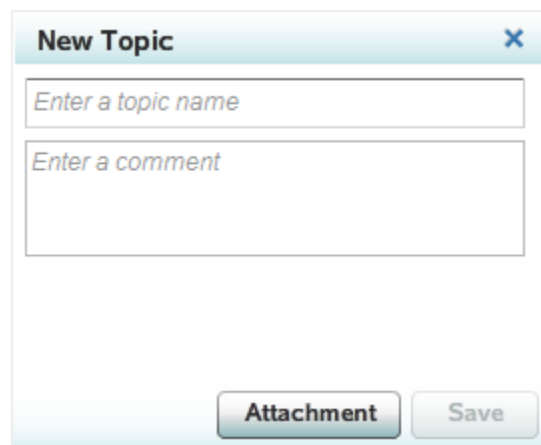 New Topic
Enter a topic name
Enter a comment
Attachment Save